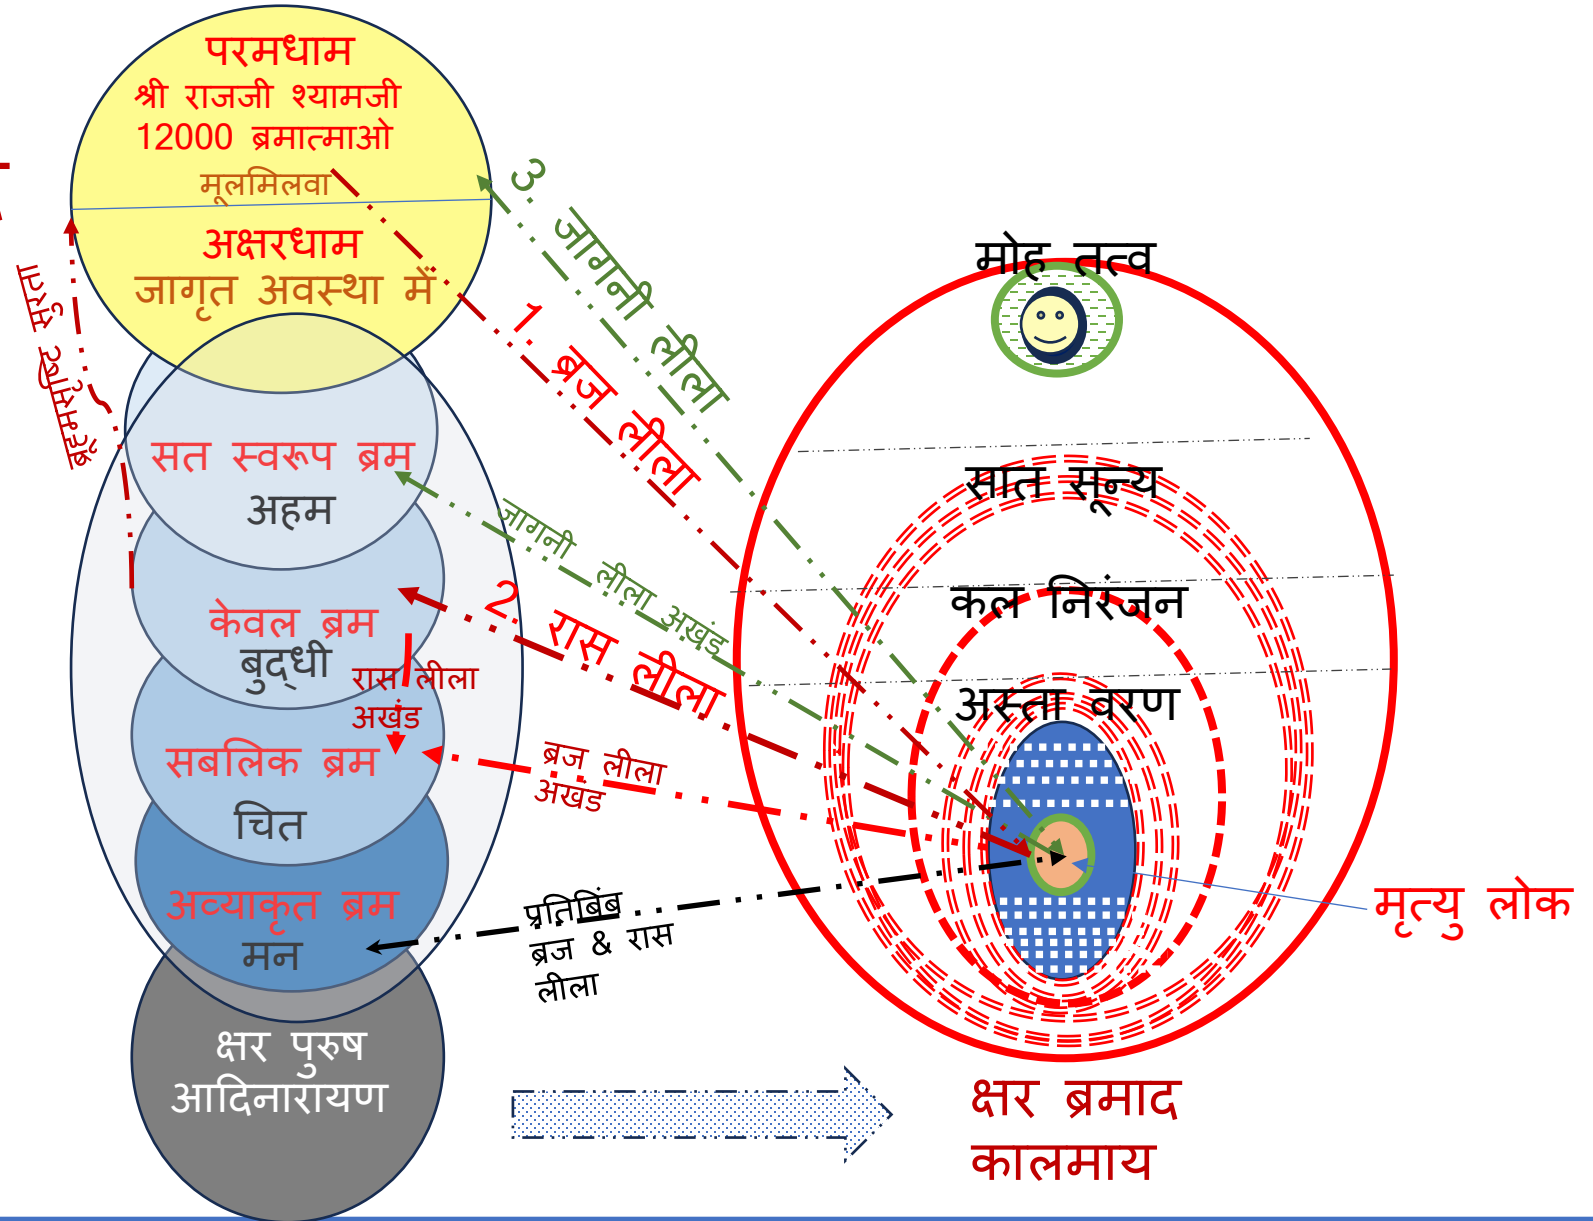 परमधाम
श्री राजजी श्यामजी
12000 ब्रमात्माओ
मूलमिलवा
अक्षरधाम
जागृत अवस्था में
सुरता
सत स्वरूप ब्रम
अहम
केवल ब्रम
बुद्धी
रास लीला
अखंड
सबलिक ब्रम
चित
अव्याकृत ब्रम
मन
क्षर पुरुष
आदिनारायण
3. जागनी लीला
1. ब्रज लीला
जागनी लीला अखंड
2. रास लीला
ब्रज लीला
अखंड
प्रतिबिंब
ब्रज & रास
लीला
मोह तत्व
सात सून्य
कल निरंजन
अस्ता वरण
मृत्यु लोक
क्षर ब्रमाद
कालमाय